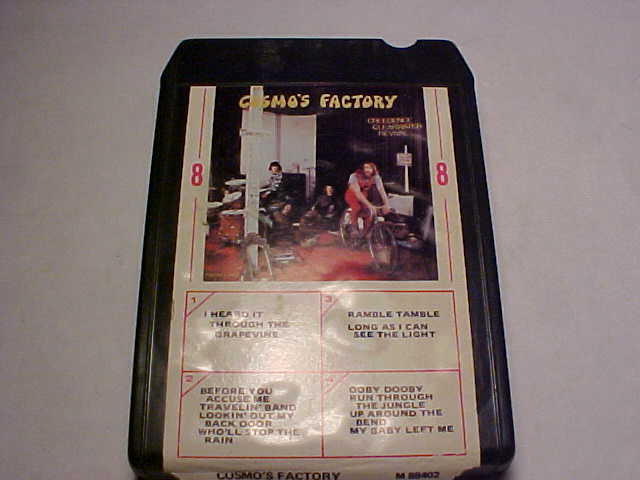 COSMO'S FACTORY
CREEDENCE
CLEARWATER
REVIVAL
8
8
1
I HEARD IT
THROUGH THE
GRAPEVINE
3
RAMBLE TAMBLE
LONG AS I CAN
SEE THE LIGHT
2
BEFORE YOU
ACCUSE ME
TRAVELIN' BAND
LOOKIN' OUT MY
BACK DOOR
WHO'LL STOP THE
RAIN
4
OOBY DOOBY
RUN THROUGH
THE JUNGLE
UP AROUND THE
BEND
MY BABY LEFT ME
COSMO'S FACTORY
M 88402